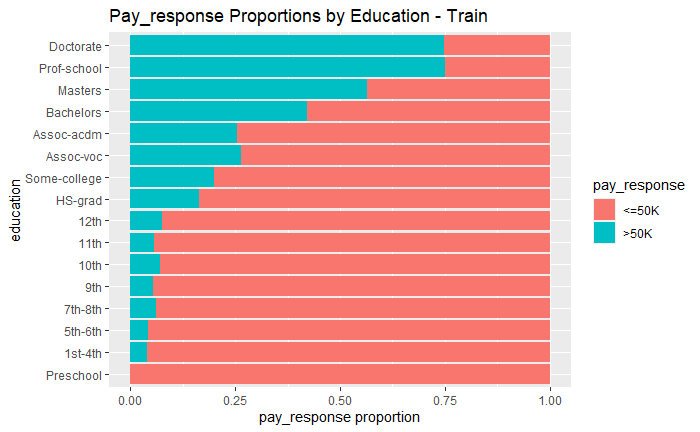 Pay_response Proportions by Education - Train
education
Doctorate
Prof-school
Masters
Bachelors
Assoc-acdm
Assoc-voc
Some-college
HS-grad
12th
11th
10th
9th
7th-8th
5th-6th
1st-4th
Preschool
0.00 0.25 0.50 0.75 1.00
pay_response proportion
pay_response
<=50K
>50K